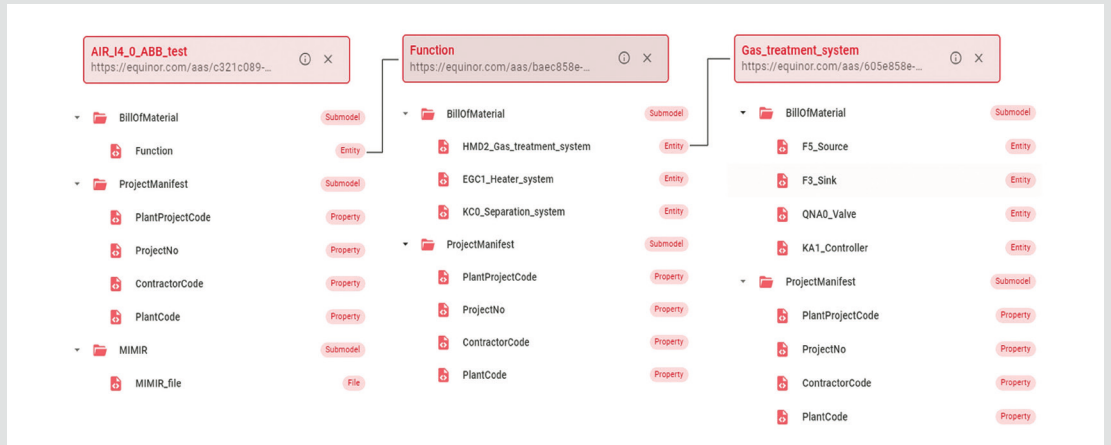 AIR_I4_0_ABB_test
https://equinor.com/aas/c321c089-...
BillOfMaterial Submodel
Function Entity
ProjectManifest Submodel
PlantProjectCode Property
ProjectNo Property
ContractorCode Property
PlantCode Property
MIMIR Submodel
MIMIR_file File
Function
https://equinor.com/aas/baec858e-...
BillOfMaterial Submodel
HMD2_Gas_treatment_system Entity
EGC1_Heater_system Entity
KC0_Separation_system Entity
ProjectManifest Submodel
PlantProjectCode Property
ProjectNo Property
ContractorCode Property
PlantCode Property
Gas_treatment_system
https://equinor.com/aas/605e858e-...
BillOfMaterial Submodel
F5_Source Entity
F3_Sink Entity
QNA0_Valve Entity
KA1_Controller Entity
ProjectManifest Submodel
PlantProjectCode Property
ProjectNo Property
ContractorCode Property
PlantCode Property